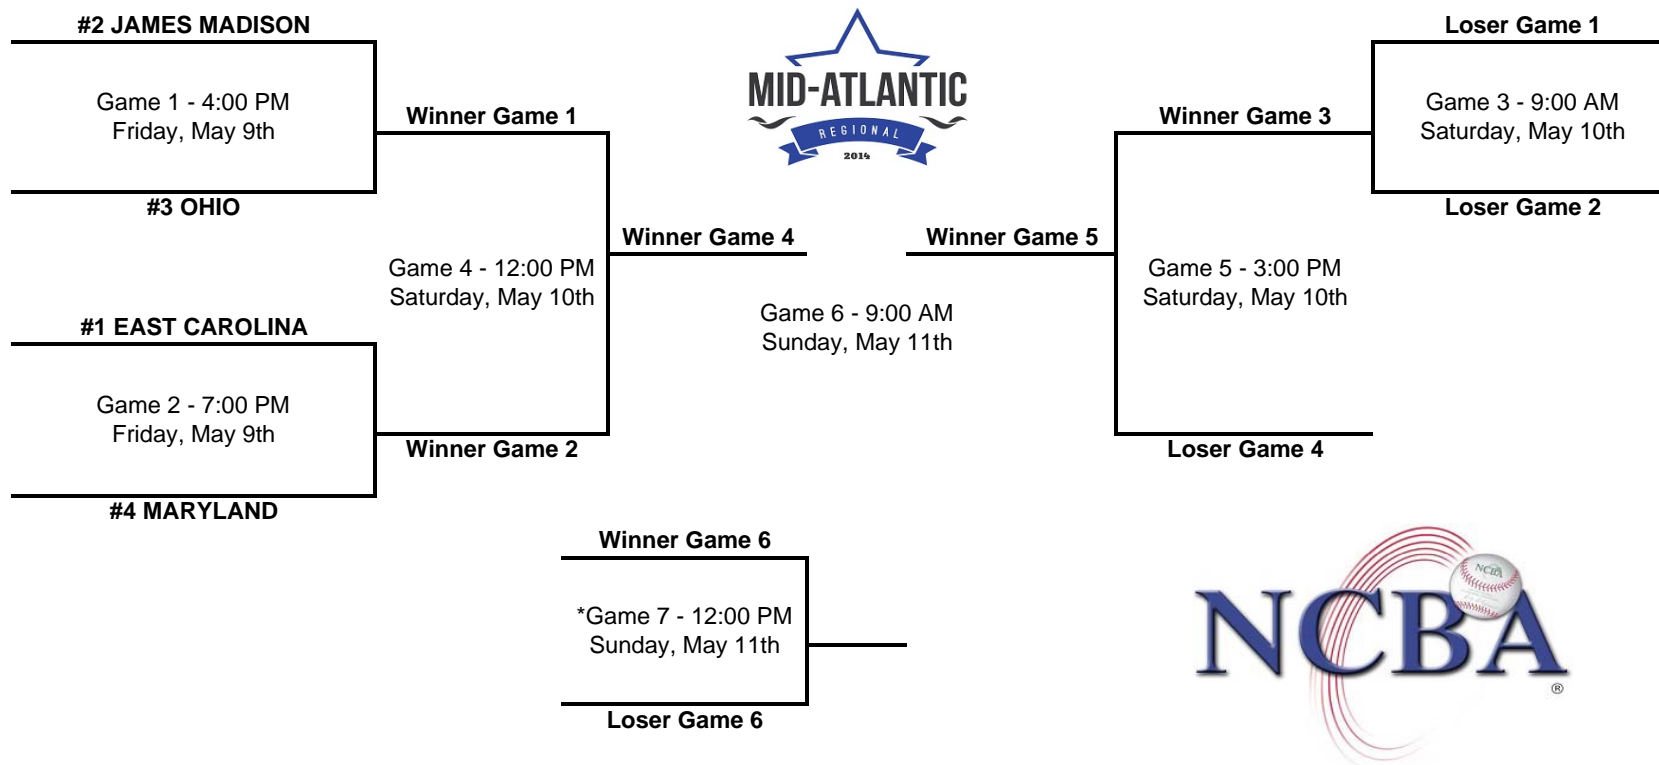 #2 JAMES MADISON
Game 1 - 4:00 PM
Friday, May 9th
#3 OHIO
Winner Game 1
Game 4 - 12:00 PM
Saturday, May 10th
#1 EAST CAROLINA
Game 2 - 7:00 PM
Friday, May 9th
#4 MARYLAND
Winner Game 2
MID-ATLANTIC
REGIONAL
2014
Winner Game 4
Winner Game 5
Game 6 - 9:00 AM
Sunday, May 11th
Loser Game 1
Game 3 - 9:00 AM
Saturday, May 10th
Loser Game 2
Winner Game 3
Game 5 - 3:00 PM
Saturday, May 10th
Loser Game 4
Winner Game 6
*Game 7 - 12:00 PM
Sunday, May 11th
Loser Game 6
NCBA
NCBA
®